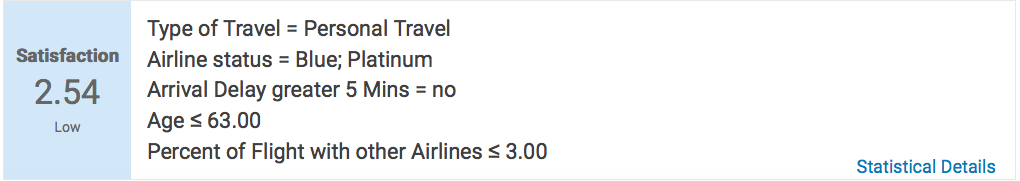 Satisfaction
2.54
Low
Type of Travel = Personal Travel
Airline status = Blue; Platinum
Arrival Delay greater 5 Mins = no
Age ≤ 63.00
Percent of Flight with other Airlines ≤ 3.00
Statistical Details